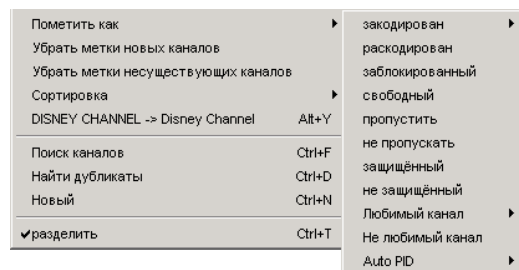 Пометить как
Убрать метки новых каналов
Убрать метки несуществующих каналов
Сортировка
DISNEY CHANNEL -> Disney Channel Alt+Y
Поиск каналов Ctrl+F
Найти дубликаты Ctrl+D
Новый Ctrl+N
разделить Ctrl+T
закодирован
раскодирован
заблокированный
свободный
пропустить
не пропускать
защищённый
не защищённый
Любимый канал
Не любимый канал
Auto PID